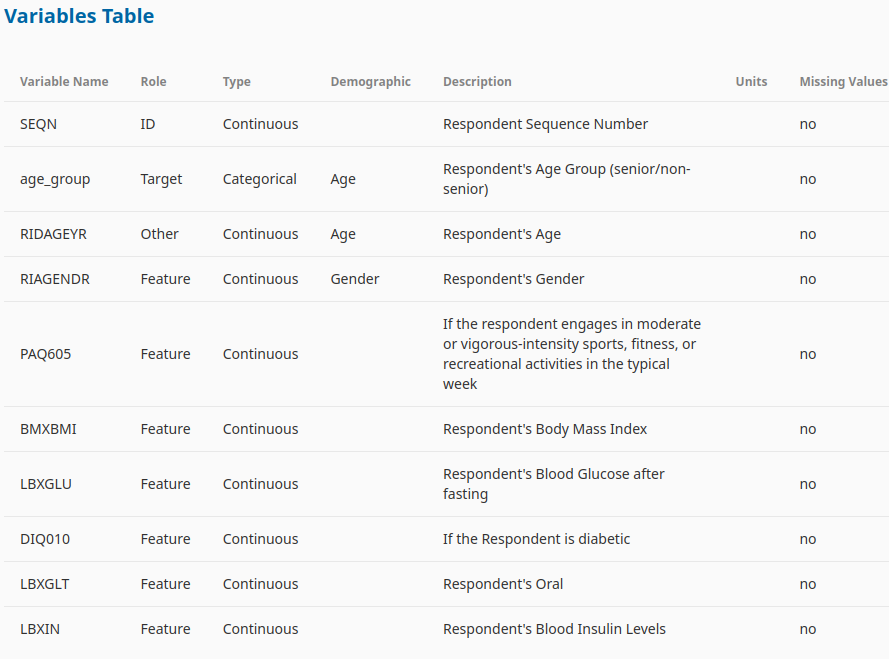 Variables Table
Variable Name Role Type Demographic Description Units Missing Values
SEQN ID Continuous Respondent Sequence Number no
age_group Target Categorical Age Respondent's Age Group (senior/non-
senior) no
RIDAGEYR Other Continuous Age Respondent's Age no
RIAGENDR Feature Continuous Gender Respondent's Gender no
PAQ605 Feature Continuous If the respondent engages in moderate
or vigorous-intensity sports, fitness, or
recreational activities in the typical
week no
BMXBMI Feature Continuous Respondent's Body Mass Index no
LBXGLU Feature Continuous Respondent's Blood Glucose after
fasting no
DIQ010 Feature Continuous If the Respondent is diabetic no
LBXGLT Feature Continuous Respondent's Oral no
LBXIN Feature Continuous Respondent's Blood Insulin Levels no